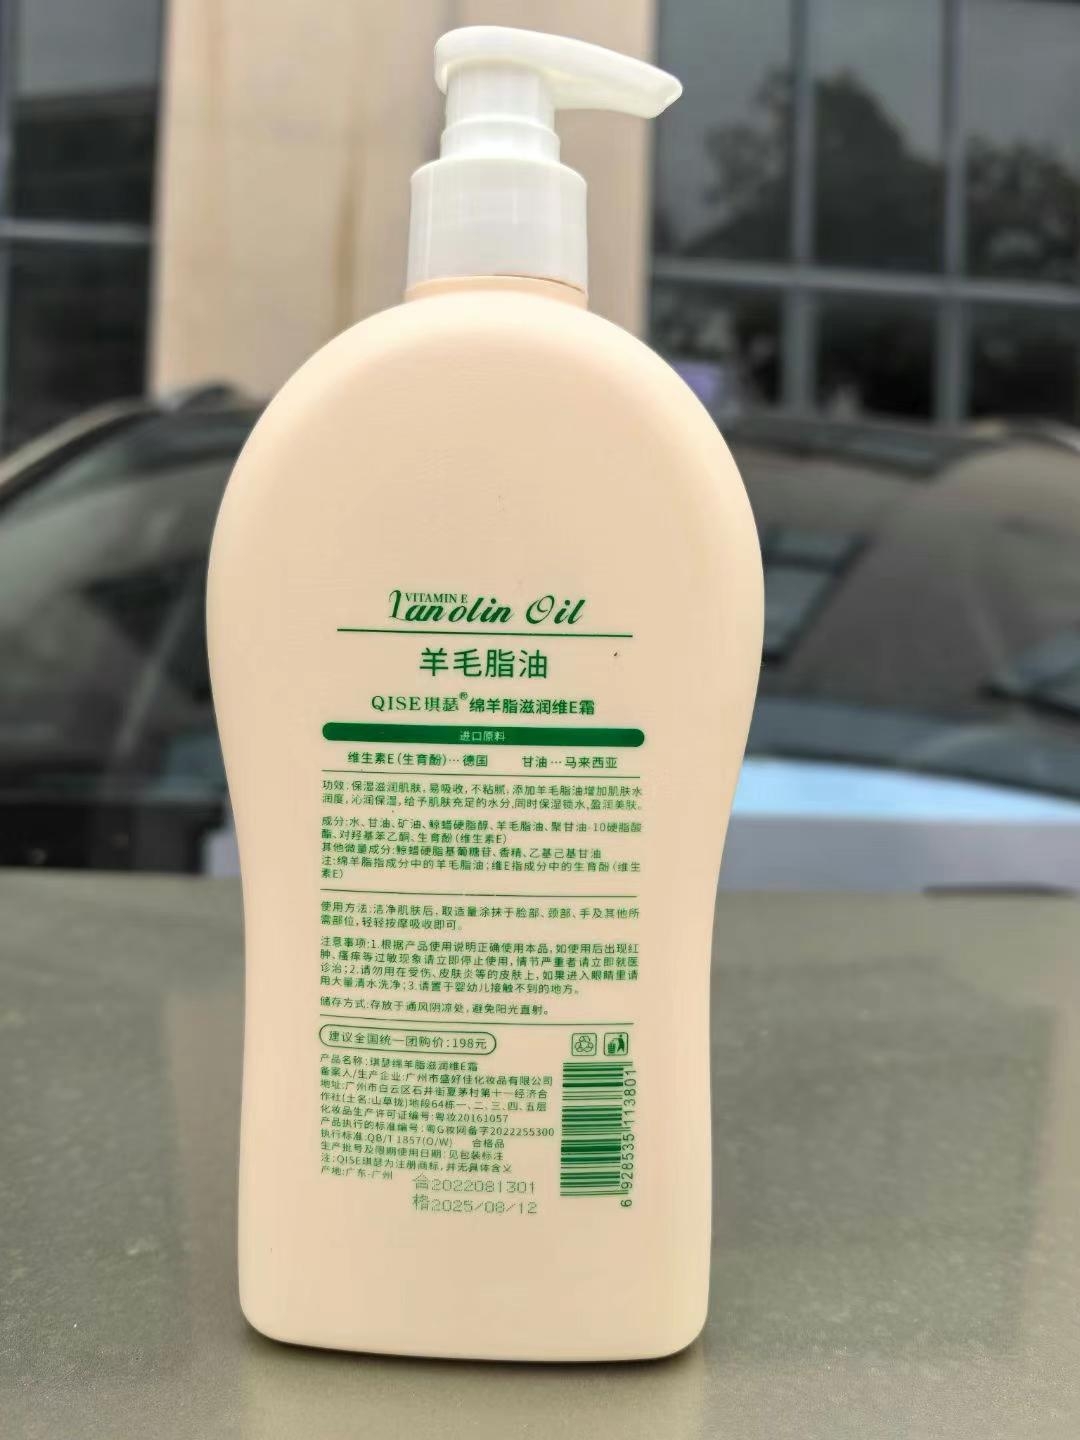 VITAMIN E
Lanolin Oil
羊毛脂油
QISE琪瑟®绵羊脂滋润维E霜
进口原料
维生素E(生育酚)…德国 甘油…马来西亚
功效:保湿滋润肌肤,易吸收,不粘腻,添加羊毛脂油增加肌肤水
润度,沁润保湿,给予肌肤充足的水分,同时保湿锁水,盈润美肤。
成分:水、甘油、矿油、鲸蜡硬脂醇、羊毛脂油、聚甘油-10硬脂酸
酯、对羟基苯乙酮、生育酚(维生素E)
其他微量成分:鲸蜡硬脂基葡糖苷、香精、乙基己基甘油
注:绵羊脂指成分中的羊毛脂油;维E指成分中的生育酚(维生
素E)
使用方法:洁净肌肤后,取适量涂抹于脸部、颈部、手及其他所
需部位,轻轻按摩吸收即可。
注意事项:1.根据产品使用说明正确使用本品,如使用后出现红
肿、瘙痒等过敏现象请立即停止使用,情节严重者请立即就医
诊治;2.请勿用在受伤、皮肤炎等的皮肤上,如果进入眼睛里请
用大量清水洗净;3.请置于婴幼儿接触不到的地方。
储存方式:存放于通风阴凉处,避免阳光直射。
建议全国统一团购价:198元
产品名称:琪瑟绵羊脂滋润维E霜
备案人/生产企业:广州市盛好佳化妆品有限公司
地址:广州市白云区石井街夏茅村第十一经济合
作社(土名:山草拢)地段64栋一、二、三、四、五层
化妆品生产许可证编号:粤妆20161057
产品执行的标准编号:粤G妆网备字2022255300
执行标准:QB/T 1857(O/W) 合格品
生产批号及限期使用日期:见包装标注
注:QISE琪瑟为注册商标,并无具体含义
产地:广东·广州
合2022081301
格2025/08/12
6 928535 113801